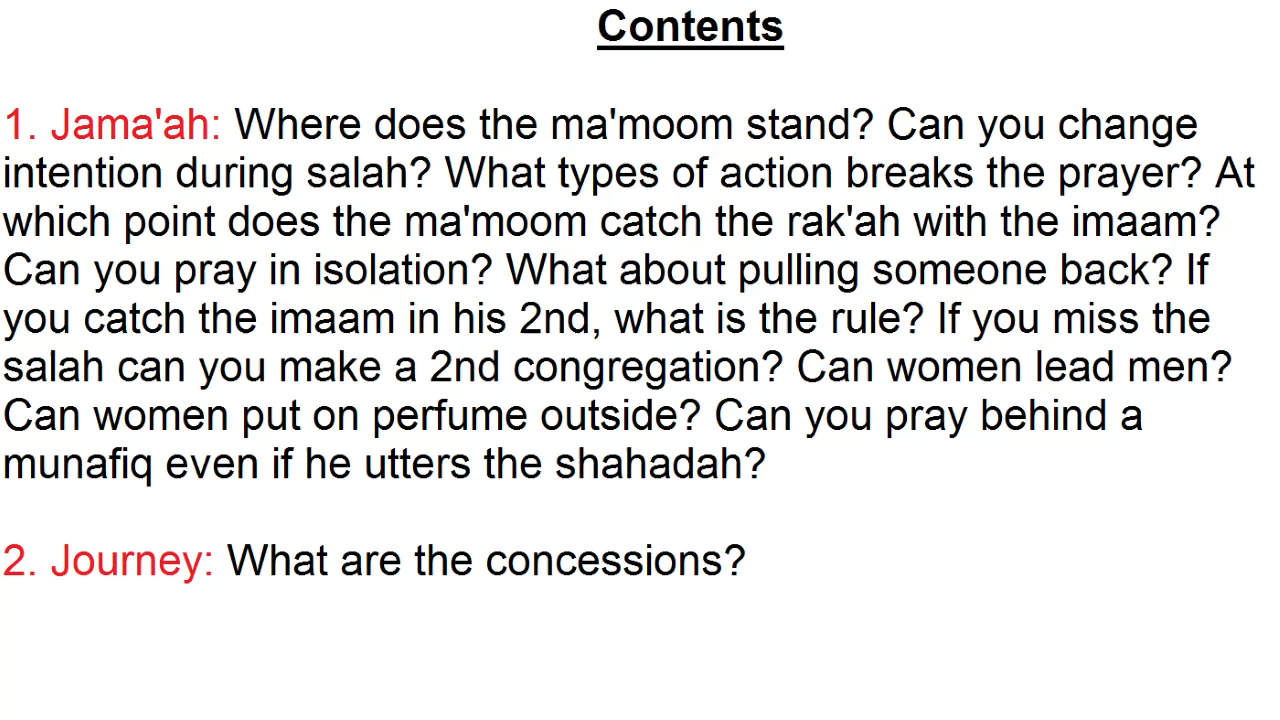 Contents
1. Jama'ah: Where does the ma'moom stand? Can you change
intention during salah? What types of action breaks the prayer? At
which point does the ma'moom catch the rak'ah with the imaam?
Can you pray in isolation? What about pulling someone back? If
you catch the imaam in his 2nd, what is the rule? If you miss the
salah can you make a 2nd congregation? Can women lead men?
Can women put on perfume outside? Can you pray behind a
munafiq even if he utters the shahadah?
2. Journey: What are the concessions?